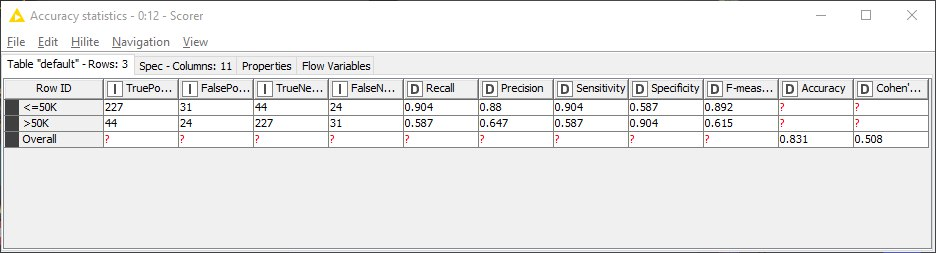 Accuracy statistics - 0:12 - Scorer
File Edit Hilite Navigation View
Table "default" - Rows: 3 Spec - Columns: 11 Properties Flow Variables
Row ID I TruePo... I FalsePo... I TrueNe... I FalseN... D Recall D Precision D Sensitivity D Specificity D F-meas... D Accuracy D Cohen'...
<=50K 227 31 44 24 0.904 0.88 0.904 0.587 0.892 ? ?
>50K 44 24 227 31 0.587 0.647 0.587 0.904 0.615 ? ?
Overall ? ? ? ? ? ? ? ? ? 0.831 0.508